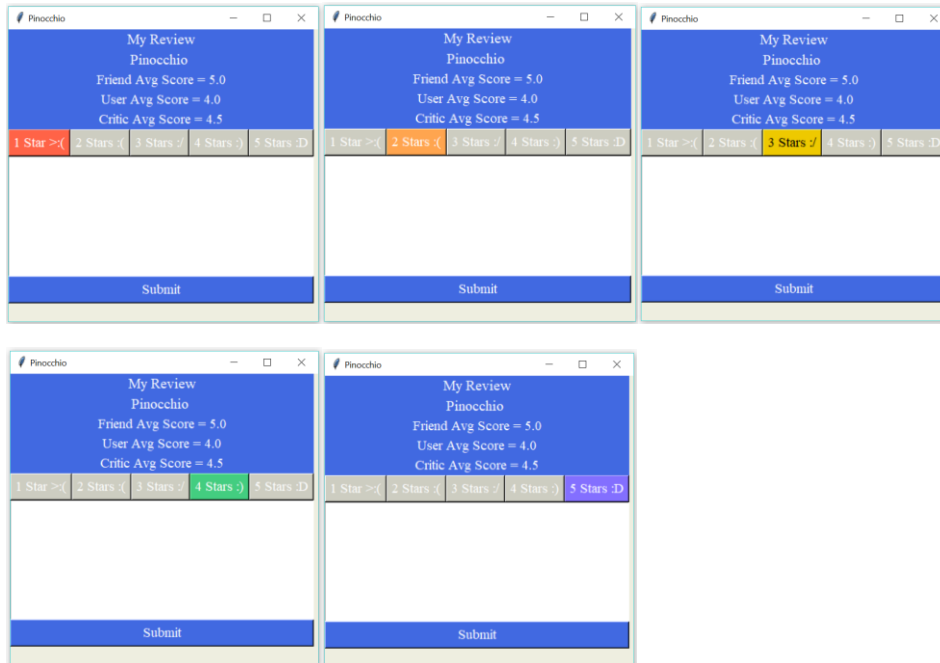 Pinocchio
My Review
Pinocchio
Friend Avg Score = 5.0
User Avg Score = 4.0
Critic Avg Score = 4.5
1 Star >:( 2 Stars :( 3 Stars :/ 4 Stars :) 5 Stars :D
Submit
Pinocchio
My Review
Pinocchio
Friend Avg Score = 5.0
User Avg Score = 4.0
Critic Avg Score = 4.5
1 Star >:( 2 Stars :( 3 Stars :/ 4 Stars :) 5 Stars :D
Submit
Pinocchio
My Review
Pinocchio
Friend Avg Score = 5.0
User Avg Score = 4.0
Critic Avg Score = 4.5
1 Star >:( 2 Stars :( 3 Stars :/ 4 Stars :) 5 Stars :D
Submit
Pinocchio
My Review
Pinocchio
Friend Avg Score = 5.0
User Avg Score = 4.0
Critic Avg Score = 4.5
1 Star >:( 2 Stars :( 3 Stars :/ 4 Stars :) 5 Stars :D
Submit
Pinocchio
My Review
Pinocchio
Friend Avg Score = 5.0
User Avg Score = 4.0
Critic Avg Score = 4.5
1 Star >:( 2 Stars :( 3 Stars :/ 4 Stars :) 5 Stars :D
Submit